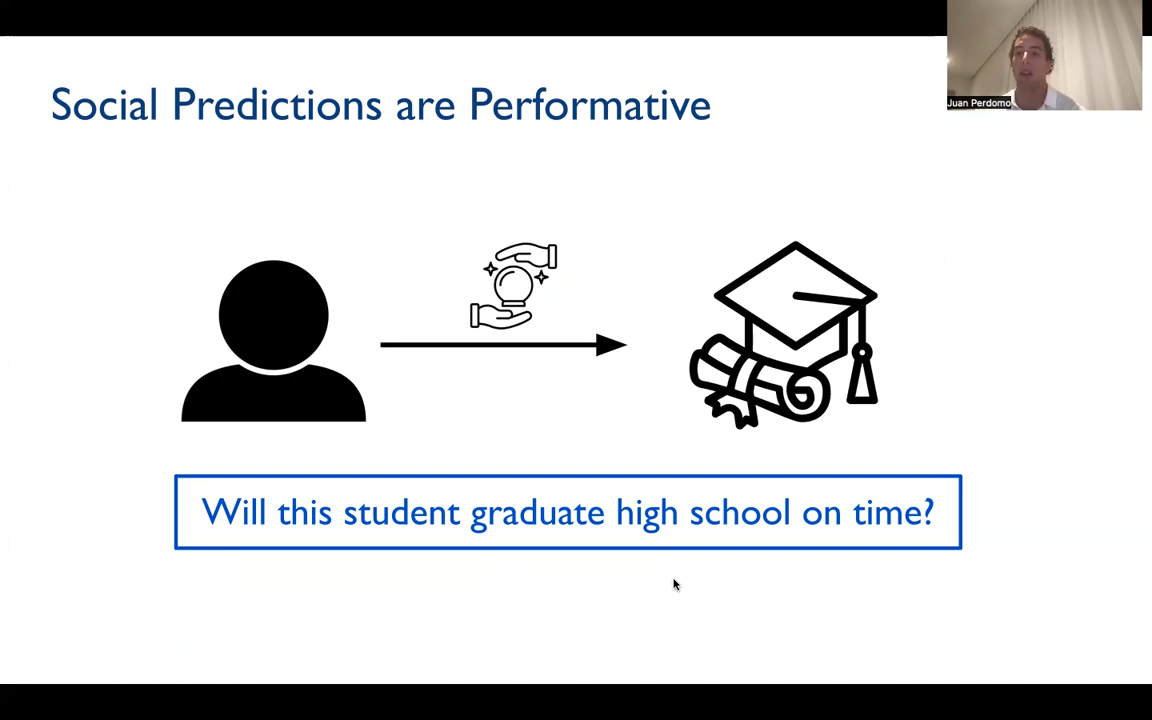 Social Predictions are Performative
Juan Perdomo
Will this student graduate high school on time?